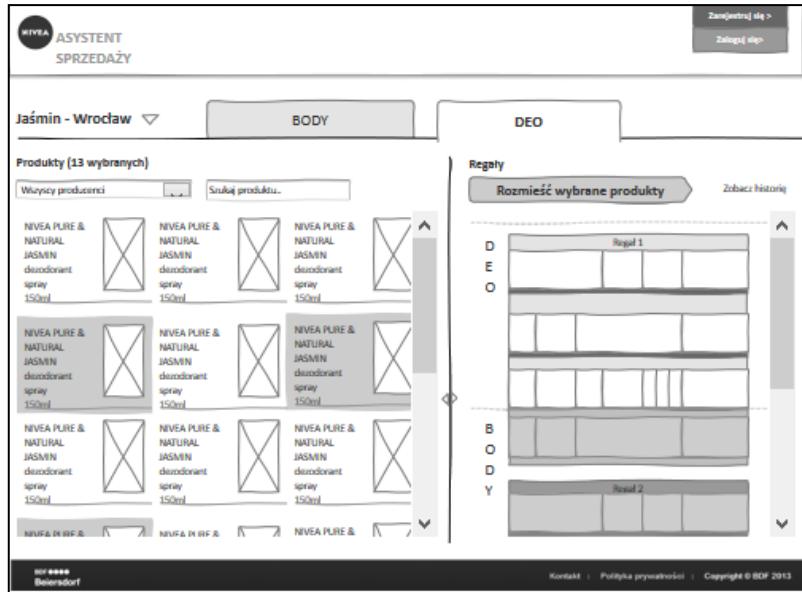 NIVEA
ASYSTENT
SPRZEDAŻY
Zarejestruj się >
Zaloguj się>
Jaśmin - Wrocław
BODY
DEO
Produkty (13 wybranych)
Wszyscy producenci
Szukaj produktu..
Regały
Rozmieść wybrane produkty
Zobacz historię
NIVEA PURE &
NATURAL
JASMIN
dezodorant
spray
150ml
NIVEA PURE &
NATURAL
JASMIN
dezodorant
spray
150ml
NIVEA PURE &
NATURAL
JASMIN
dezodorant
spray
150ml
NIVEA PURE &
NATURAL
JASMIN
dezodorant
spray
150ml
NIVEA PURE &
NATURAL
JASMIN
dezodorant
spray
150ml
NIVEA PURE &
NATURAL
JASMIN
dezodorant
spray
150ml
NIVEA PURE &
NATURAL
JASMIN
dezodorant
spray
150ml
NIVEA PURE &
NATURAL
JASMIN
dezodorant
spray
150ml
NIVEA PURE &
NATURAL
JASMIN
dezodorant
spray
150ml
NIVEA PURE &
NIVEA PURE &
NIVEA PURE &
DEO
Regał 1
BODY
Regał 2
BDF
Beiersdorf
Kontakt | Polityka prywatności | Copyright © BDF 2013